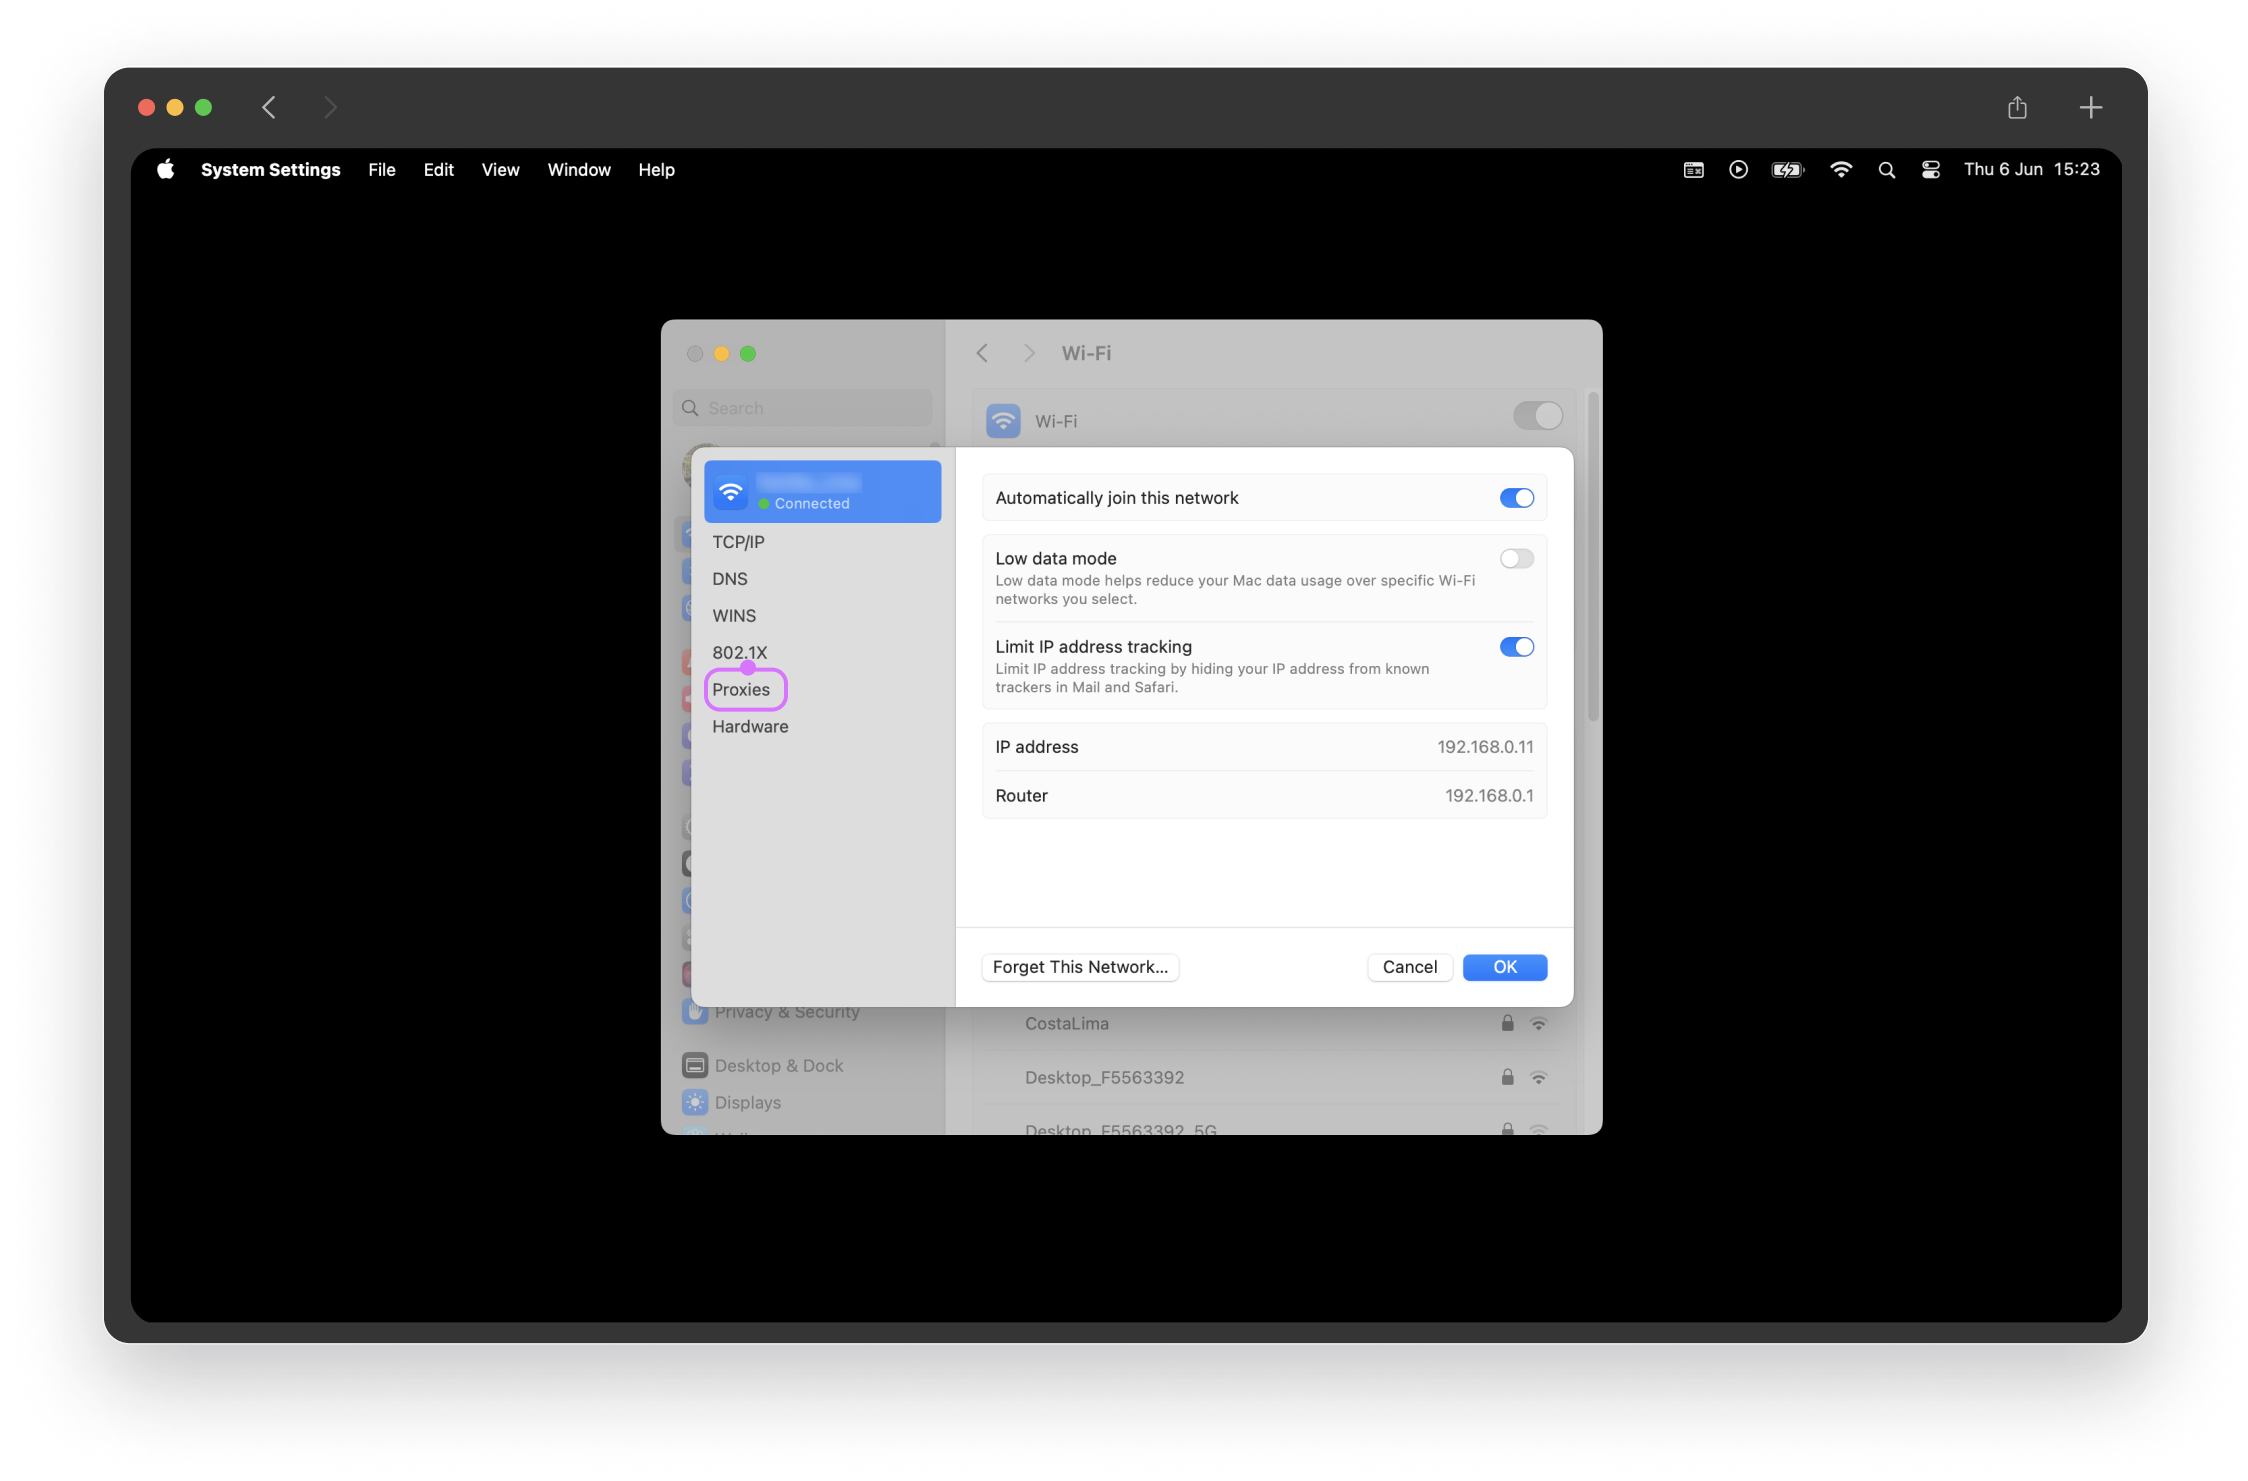 System Settings File Edit View Window Help Thu 6 Jun 15:23
Wi-Fi
Search
Wi-Fi
Connected
TCP/IP
DNS
WINS
802.1X
Proxies
Hardware
Automatically join this network
Low data mode
Low data mode helps reduce your Mac data usage over specific Wi-Fi
networks you select.
Limit IP address tracking
Limit IP address tracking by hiding your IP address from known
trackers in Mail and Safari.
IP address 192.168.0.11
Router 192.168.0.1
Forget This Network... Cancel OK
Privacy & Security
Desktop & Dock
Displays
CostaLima
Desktop_F5563392
Desktop_F5563392_5G